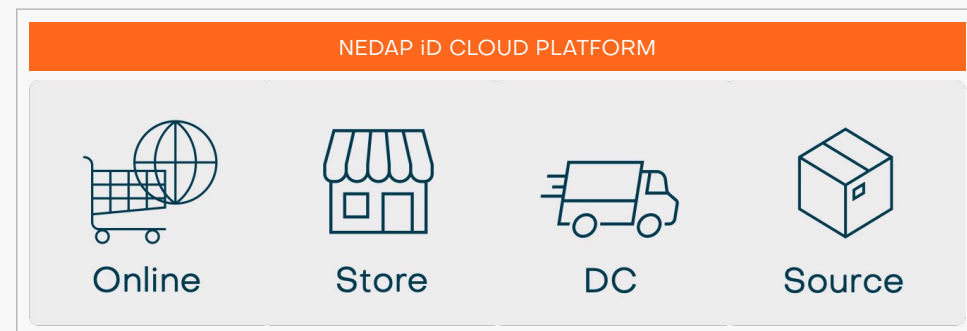 NEDAP iD CLOUD PLATFORM
Online
Store
DC
Source